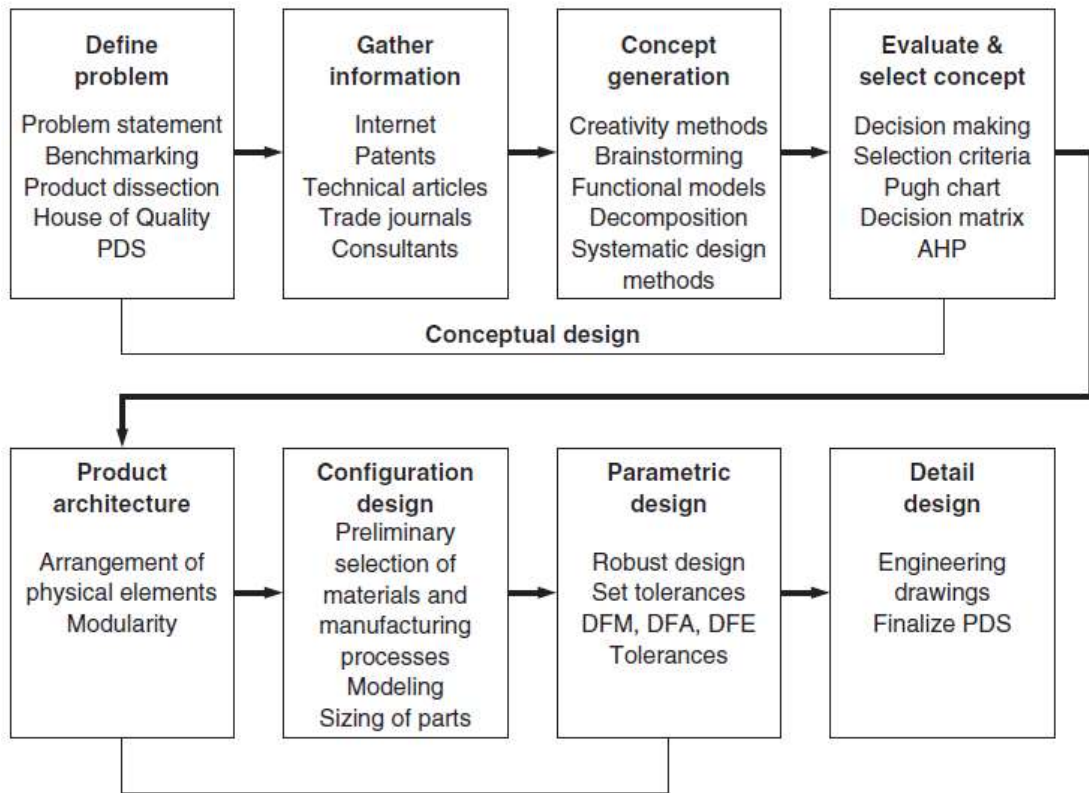 Define
problem
Problem statement
Benchmarking
Product dissection
House of Quality
PDS
Gather
information
Internet
Patents
Technical articles
Trade journals
Consultants
Concept
generation
Creativity methods
Brainstorming
Functional models
Decomposition
Systematic design
methods
Evaluate &
select concept
Decision making
Selection criteria
Pugh chart
Decision matrix
AHP
Conceptual design
Product
architecture
Arrangement of
physical elements
Modularity
Configuration
design
Preliminary
selection of
materials and
manufacturing
processes
Modeling
Sizing of parts
Parametric
design
Robust design
Set tolerances
DFM, DFA, DFE
Tolerances
Detail
design
Engineering
drawings
Finalize PDS